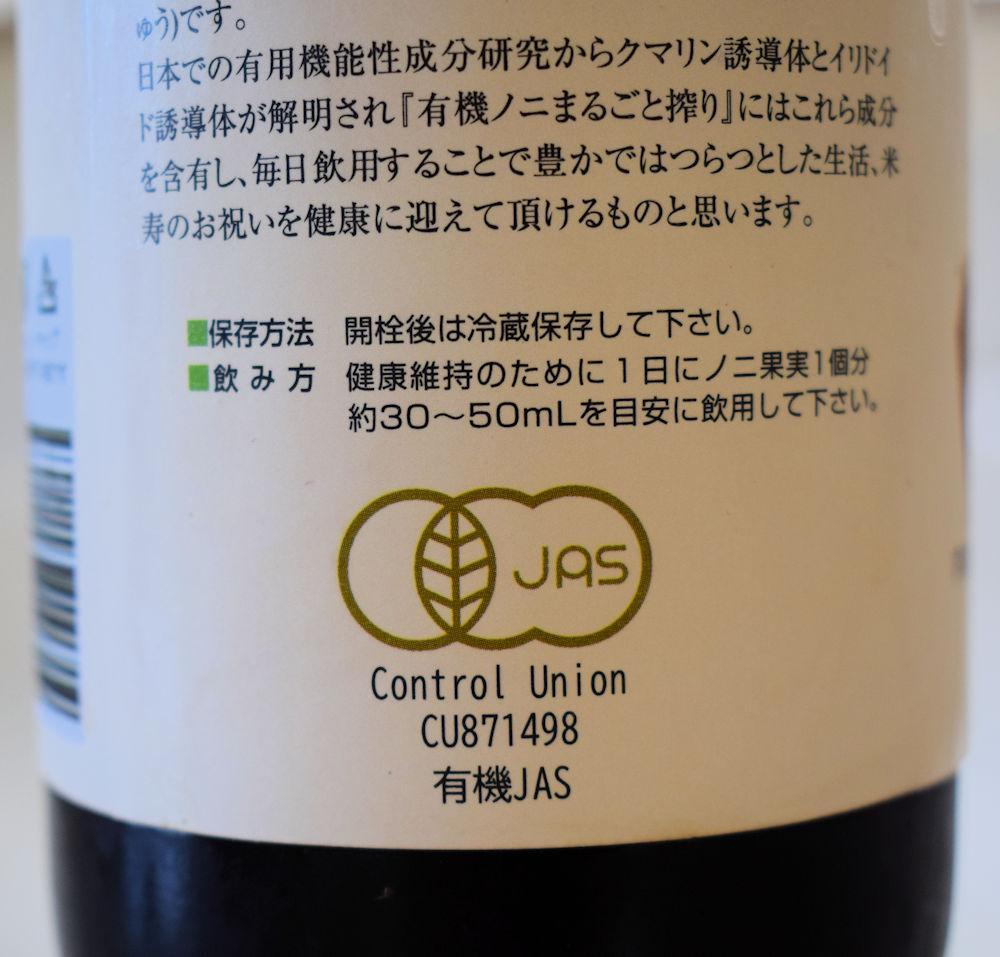 ゅう)です。
日本での有用機能性成分研究からクマリン誘導体とイリドイ
ド誘導体が解明され『有機ノニまるごと搾り』にはこれら成分
を含有し、毎日飲用することで豊かではつらつとした生活、米
寿のお祝いを健康に迎えて頂けるものと思います。
■保存方法 開栓後は冷蔵保存して下さい。
■飲み方 健康維持のために1日にノニ果実1個分
約30～50mLを目安に飲用して下さい。
JAS
Control Union
CU871498
有機JAS